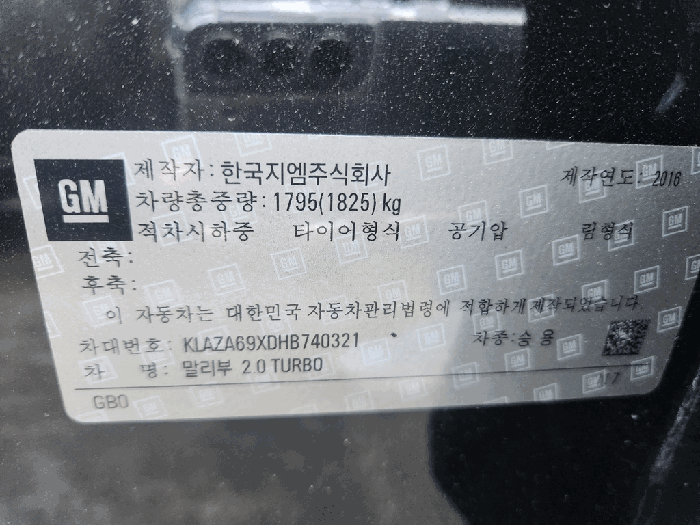 GM
제작자: 한국지엠주식회사 제작연도: 2016
차량총중량: 1795(1825) kg
적차시하중 타이어형식 공기압 림형식
전축:
후축:
이 자동차는 대한민국 자동차관리법령에 적합하게 제작되었습니다.
차대번호: KLAZA69XDHB740321 차종: 승용
차 명: 말리부 2.0 TURBO
GB0 17